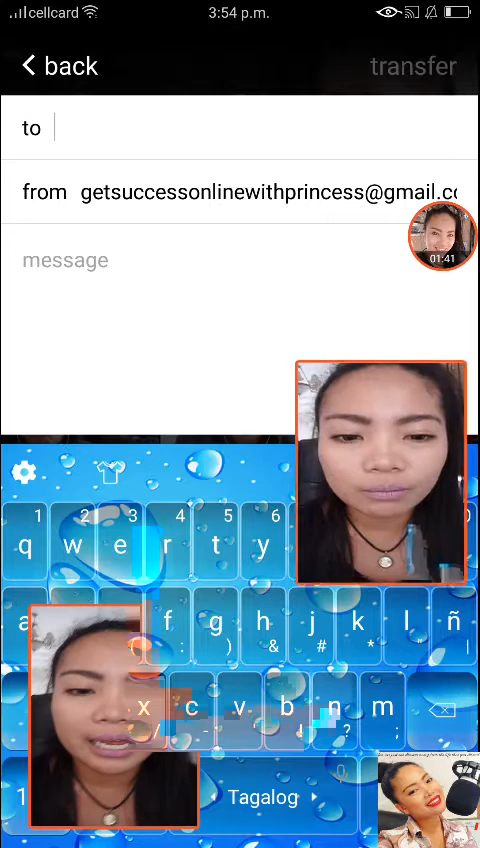 cellcard 3:54 p.m.
back transfer
to
from getsuccessonlinewithprincess@gmail.co
01:41
message
1 2 3 4 5 6
q w e r t y
a f g h j k l ñ
: ) & # * |
x c v b n m
/ - ? ;
1 Tagalog